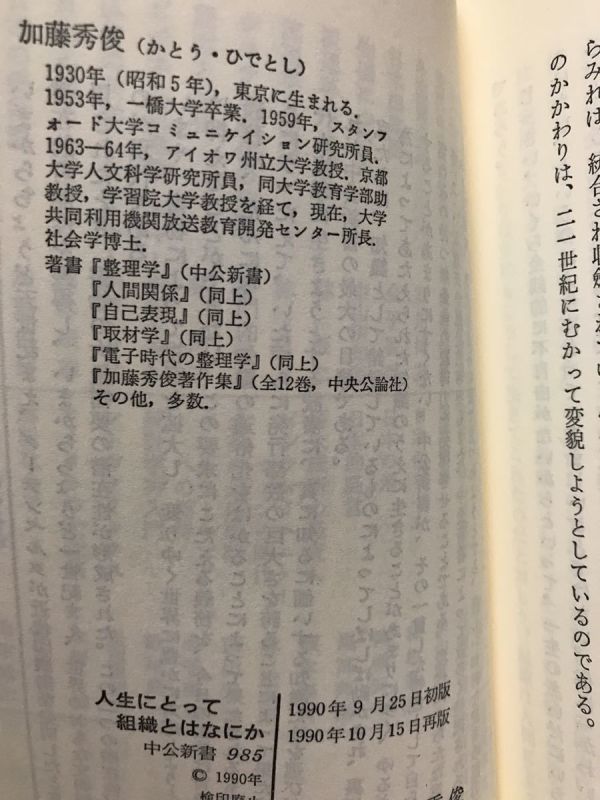 のかかわりは、二一世紀にむかって変貌しようとしているのである。
加藤秀俊（かとう・ひでとし）
1930年（昭和5年），東京に生まれる．
1953年，一橋大学卒業．1959年，スタンフ
ォード大学コミュニケイション研究所員．
1963—64年，アイオワ州立大学教授．京都
大学人文科学研究所員，同大学教育学部助
教授，学習院大学教授を経て，現在，大学
共同利用機関放送教育開発センター所長．
社会学博士．
著書『整理学』（中公新書）
『人間関係』（同上）
『自己表現』（同上）
『取材学』（同上）
『電子時代の整理学』（同上）
『加藤秀俊著作集』（全12巻，中央公論社）
その他，多数．
人生にとって
組織とはなにか
中公新書 985
© 1990年
検印廃止
1990年9月25日初版
1990年10月15日再版